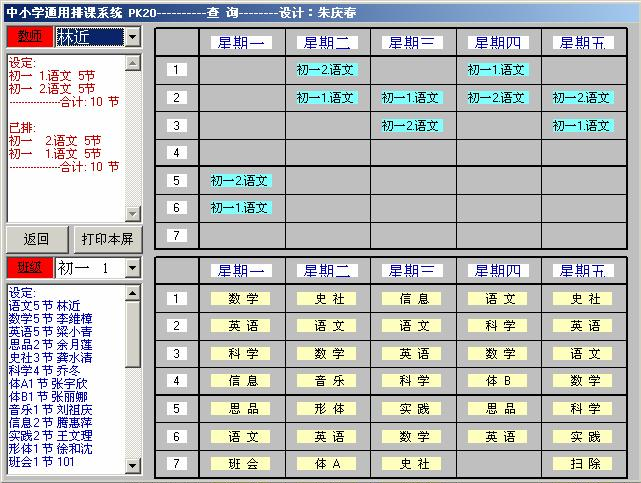 中小学通用排课系统 PK20----------查 询--------设计：朱庆春
教师 林近
设定:
初一 1.语文 5节
初一 2.语文 5节
---------------合计: 10 节
已排:
初一 2.语文 5节
初一 1.语文 5节
---------------合计: 10 节
返回 打印本屏
星期一 星期二 星期三 星期四 星期五
1 初一2.语文 初一1.语文
2 初一1.语文 初一1.语文 初一2.语文 初一2.语文
3 初一2.语文 初一1.语文
4
5 初一2.语文
6 初一1.语文
7
班级 初一 1
设定:
语文5节 林近
数学5节 李维樟
英语5节 梁小青
思品2节 余月莲
史社3节 龚水清
科学4节 乔冬
体A1节 张宇欣
体B1节 张丽娜
音乐1节 刘祖庆
信息2节 腾惠萍
实践2节 王文理
形体1节 徐和沈
班会1节 101
星期一 星期二 星期三 星期四 星期五
1 数学 史社 信息 语文 史社
2 英语 语文 语文 科学 英语
3 科学 数学 英语 数学 语文
4 信息 音乐 科学 体B 数学
5 思品 形体 实践 思品 科学
6 语文 英语 数学 英语 实践
7 班会 体A 史社 扫除